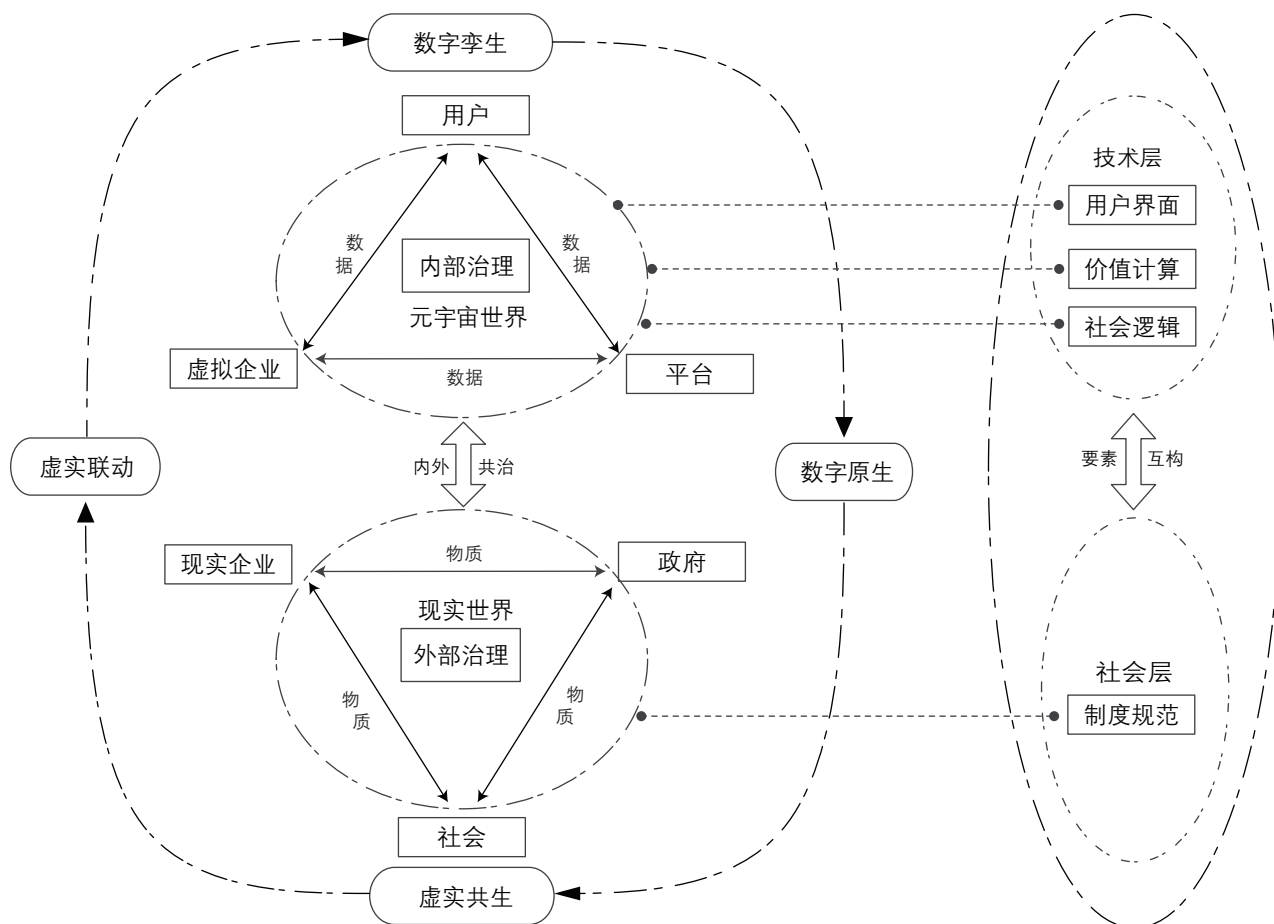 数字孪生
用户
技术层
用户界面
数据
数据
内部治理
价值计算
元宇宙世界
社会逻辑
虚拟企业
数据
平台
虚实联动
内外
共治
数字原生
要素
互构
现实企业
物质
政府
现实世界
外部治理
物质
物质
社会层
制度规范
社会
虚实共生